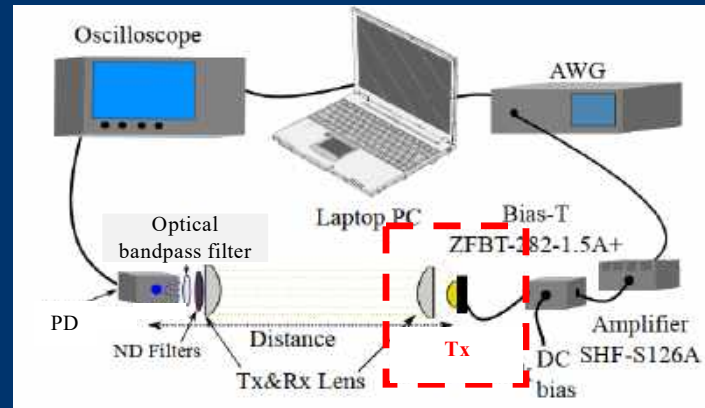 Oscilloscope
AWG
Laptop PC
Bias-T
ZFBT-282-1.5A+
Optical
bandpass filter
PD
ND Filters
Distance
Tx&Rx Lens
Tx
DC
bias
Amplifier
SHF-S126A